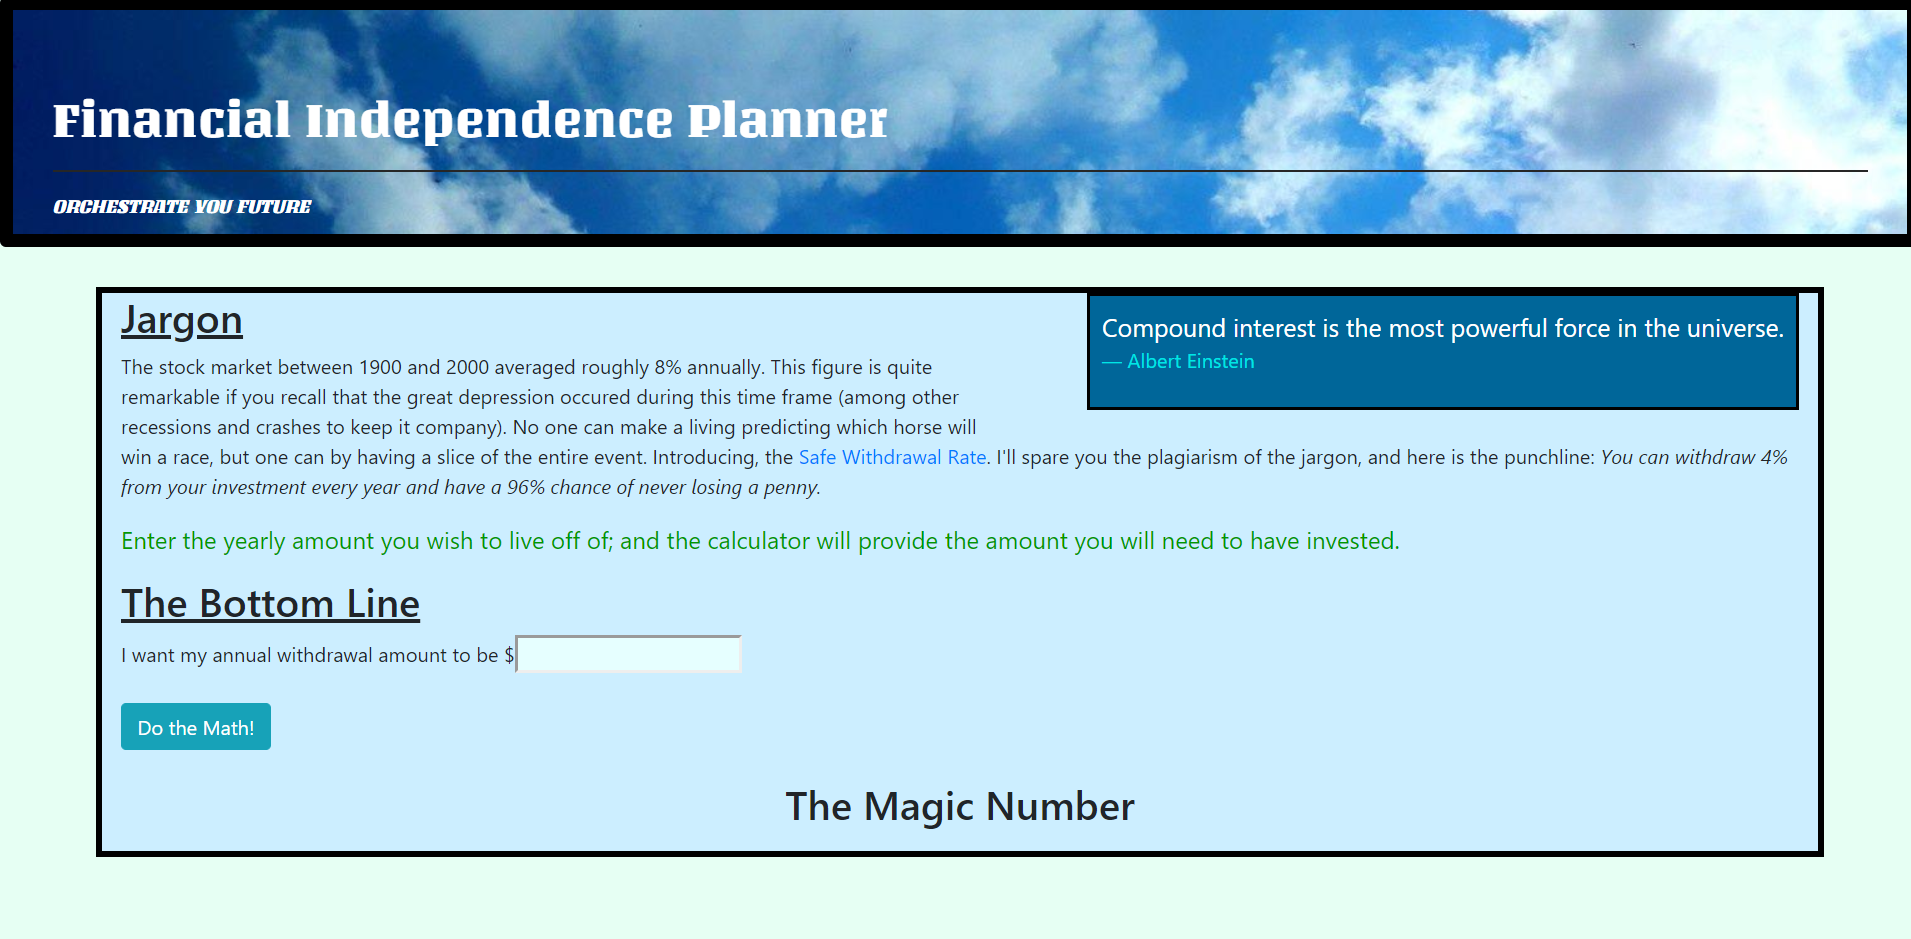 Financial Independence Planner
ORCHESTRATE YOU FUTURE
Jargon
Compound interest is the most powerful force in the universe.
— Albert Einstein
The stock market between 1900 and 2000 averaged roughly 8% annually. This figure is quite
remarkable if you recall that the great depression occured during this time frame (among other
recessions and crashes to keep it company). No one can make a living predicting which horse will
win a race, but one can by having a slice of the entire event. Introducing, the Safe Withdrawal Rate. I'll spare you the plagiarism of the jargon, and here is the punchline: You can withdraw 4%
from your investment every year and have a 96% chance of never losing a penny.
Enter the yearly amount you wish to live off of; and the calculator will provide the amount you will need to have invested.
The Bottom Line
I want my annual withdrawal amount to be $
Do the Math!
The Magic Number